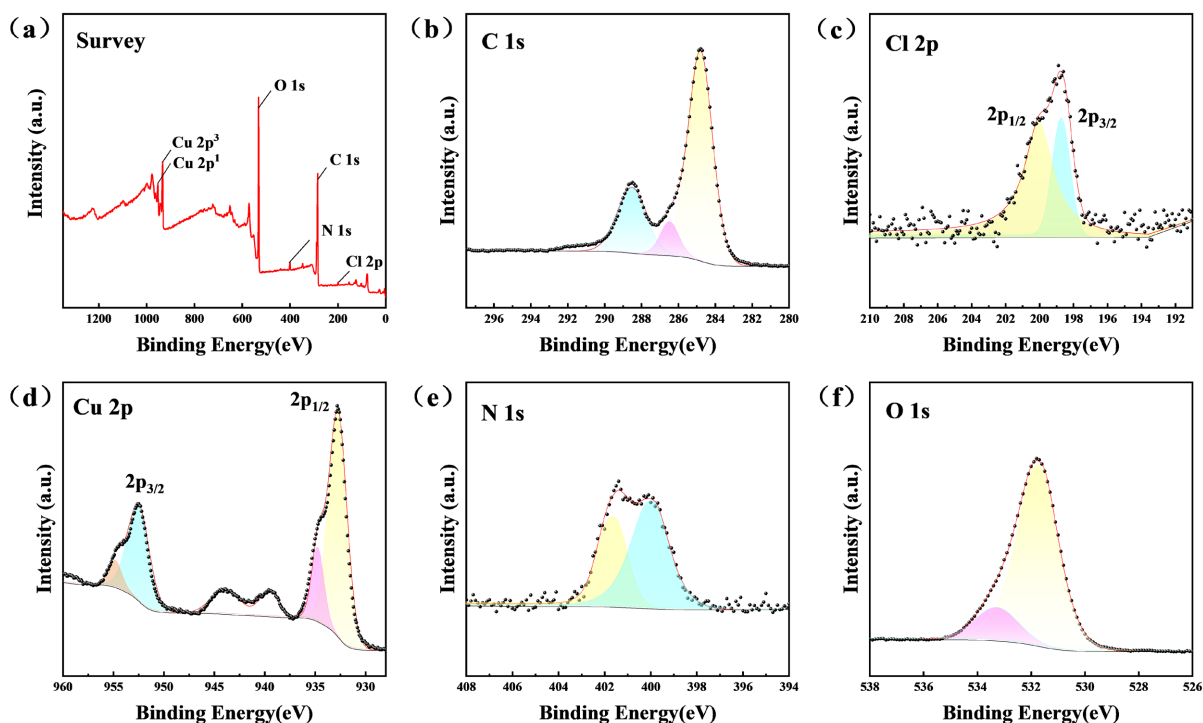 (a)
Survey
O 1s
Cu 2p³
Cu 2p¹
C 1s
N 1s
Cl 2p
Intensity (a.u.)
1200 1000 800 600 400 200 0
Binding Energy(eV)
(b)
C 1s
Intensity (a.u.)
296 294 292 290 288 286 284 282 280
Binding Energy(eV)
(c)
Cl 2p
2p1/2
2p3/2
Intensity (a.u.)
210 208 206 204 202 200 198 196 194 192
Binding Energy(eV)
(d)
Cu 2p
2p1/2
2p3/2
Intensity (a.u.)
960 955 950 945 940 935 930
Binding Energy(eV)
(e)
N 1s
Intensity (a.u.)
408 406 404 402 400 398 396 394
Binding Energy(eV)
(f)
O 1s
Intensity (a.u.)
538 536 534 532 530 528 526
Binding Energy(eV)